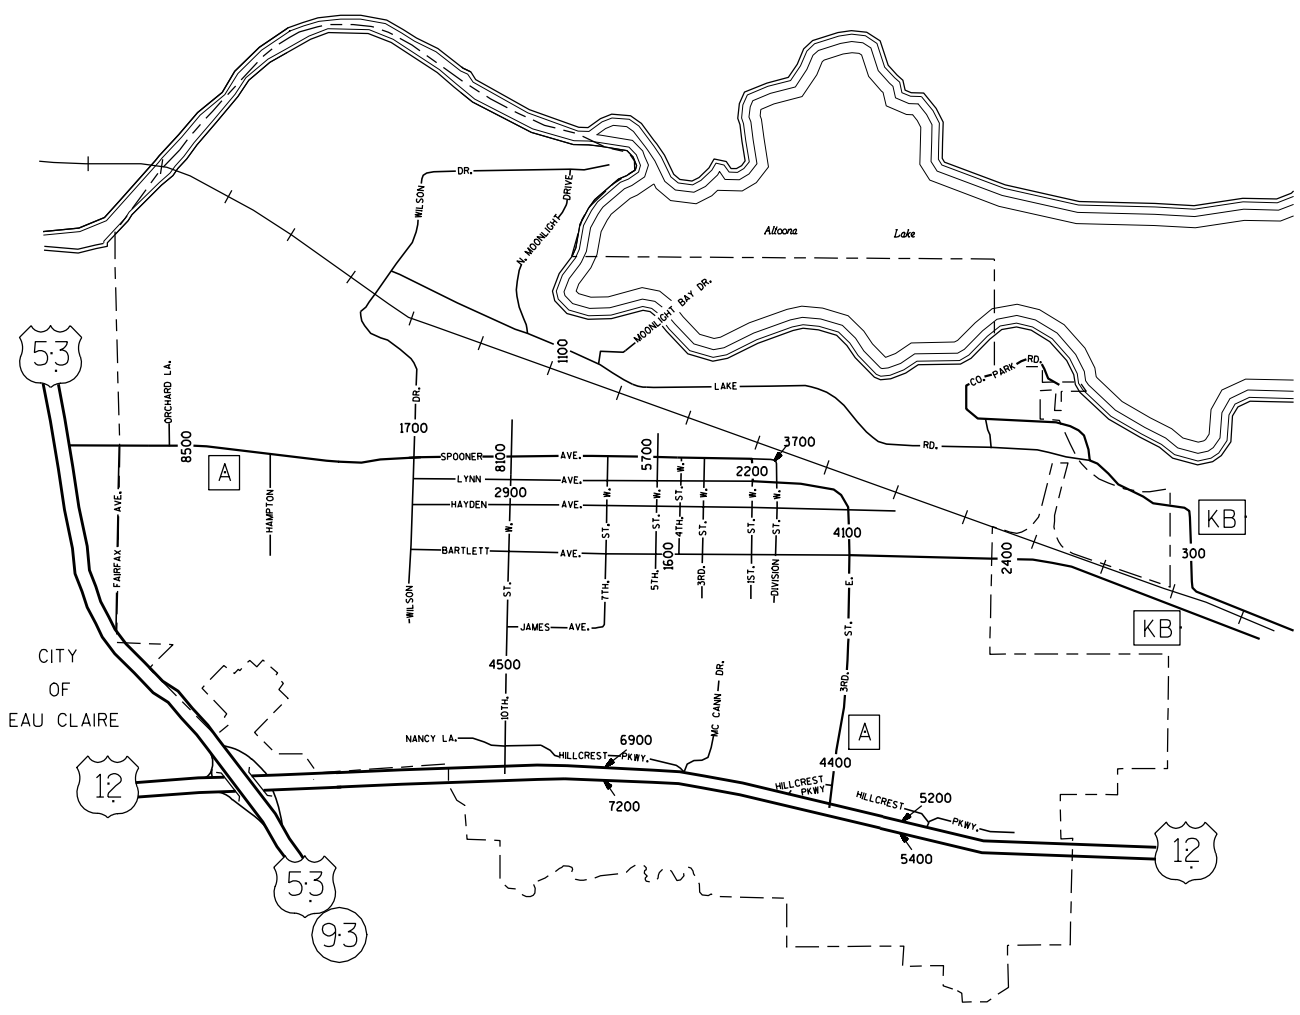 DR.
WILSON
N. MOONLIGHT DRIVE
Altoona Lake
MOONLIGHT BAY DR.
53
1100
CO. PARK RD.
ORCHARD LA.
DR.
LAKE
RD.
1700
8500
A
8100
5700
3700
SPOONER AVE.
2200
LYNN AVE.
2900
HAYDEN AVE.
4100
KB
300
BARTLETT AVE.
1600
2400
FAIRFAX AVE.
HAMPTON
WILSON
10TH. ST. W.
7TH. ST. W.
5TH. ST. W.
4TH. ST. W.
3RD. ST. W.
1ST. ST. W.
DIVISION ST. W.
3RD. ST. E.
JAMES AVE.
KB
CITY
OF
EAU CLAIRE
4500
MC CANN DR.
A
NANCY LA.
6900
HILLCREST PKWY.
4400
HILLCREST
PKWY
7200
HILLCREST PKWY.
5200
5400
12
12
53
93